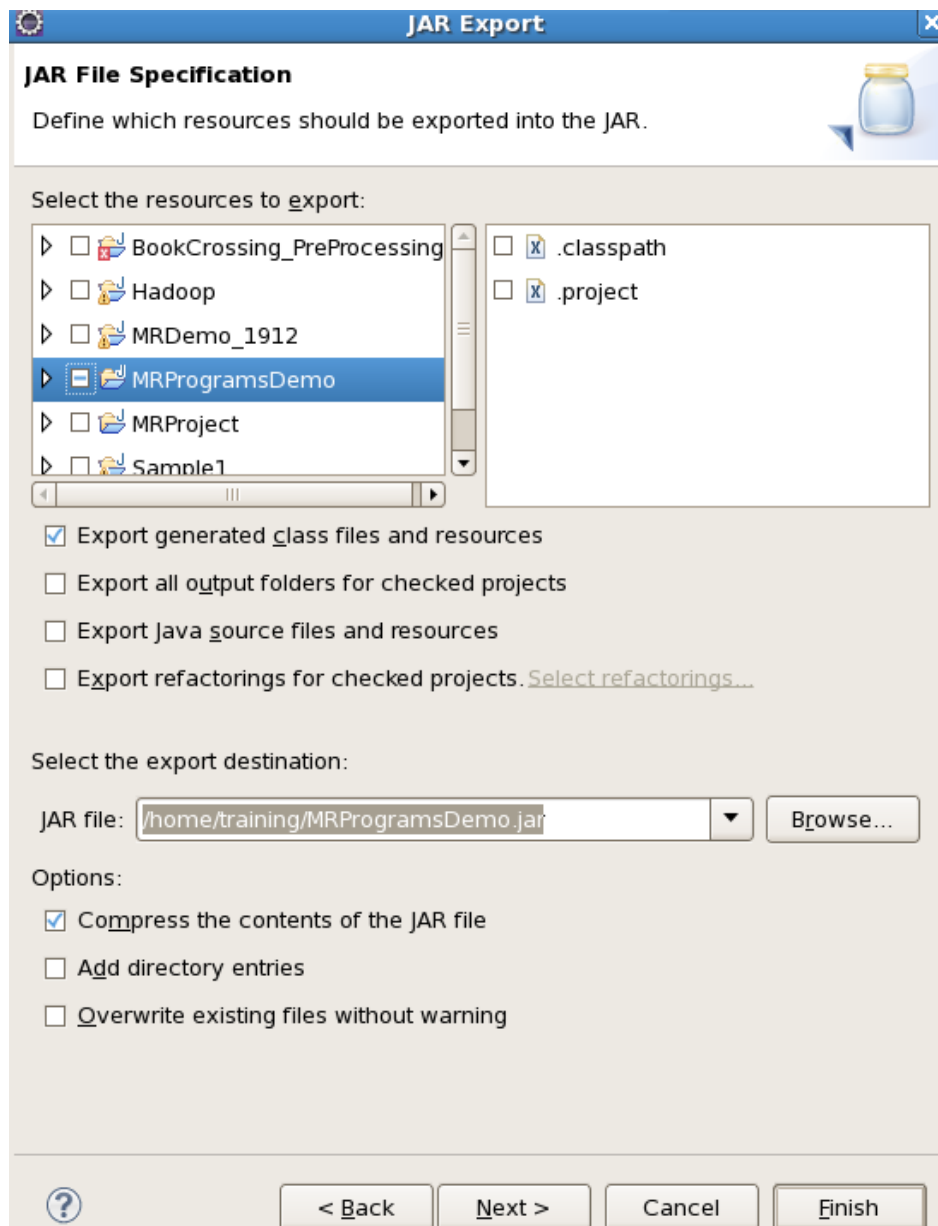 JAR Export
JAR File Specification
Define which resources should be exported into the JAR.
Select the resources to export:
BookCrossing_PreProcessing
Hadoop
MRDemo_1912
MRProgramsDemo
MRProject
Sample1
.classpath
.project
Export generated class files and resources
Export all output folders for checked projects
Export Java source files and resources
Export refactorings for checked projects. Select refactorings...
Select the export destination:
JAR file: /home/training/MRProgramsDemo.jar Browse...
Options:
Compress the contents of the JAR file
Add directory entries
Overwrite existing files without warning
? < Back Next > Cancel Finish